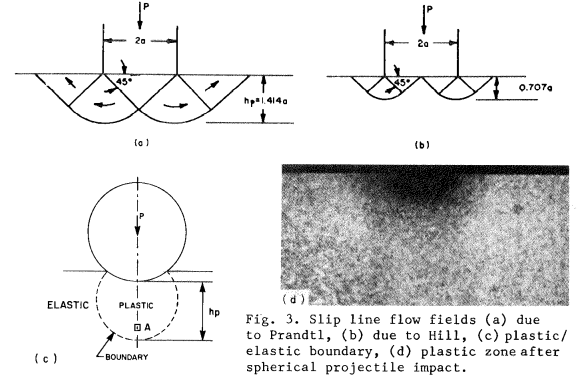 P
2a
45°
hp=1.414a
(a)
P
2a
45°
0.707a
(b)
P
ELASTIC
PLASTIC
A
hp
BOUNDARY
(c)
(d)
Fig. 3. Slip line flow fields (a) due
to Prandtl, (b) due to Hill, (c) plastic/
elastic boundary, (d) plastic zone after
spherical projectile impact.